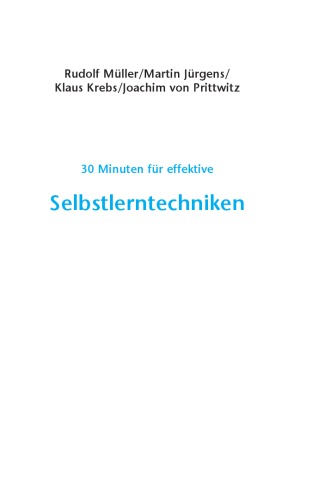 Rudolf Müller/Martin Jürgens/
Klaus Krebs/Joachim von Prittwitz
30 Minuten für effektive
Selbstlerntechniken